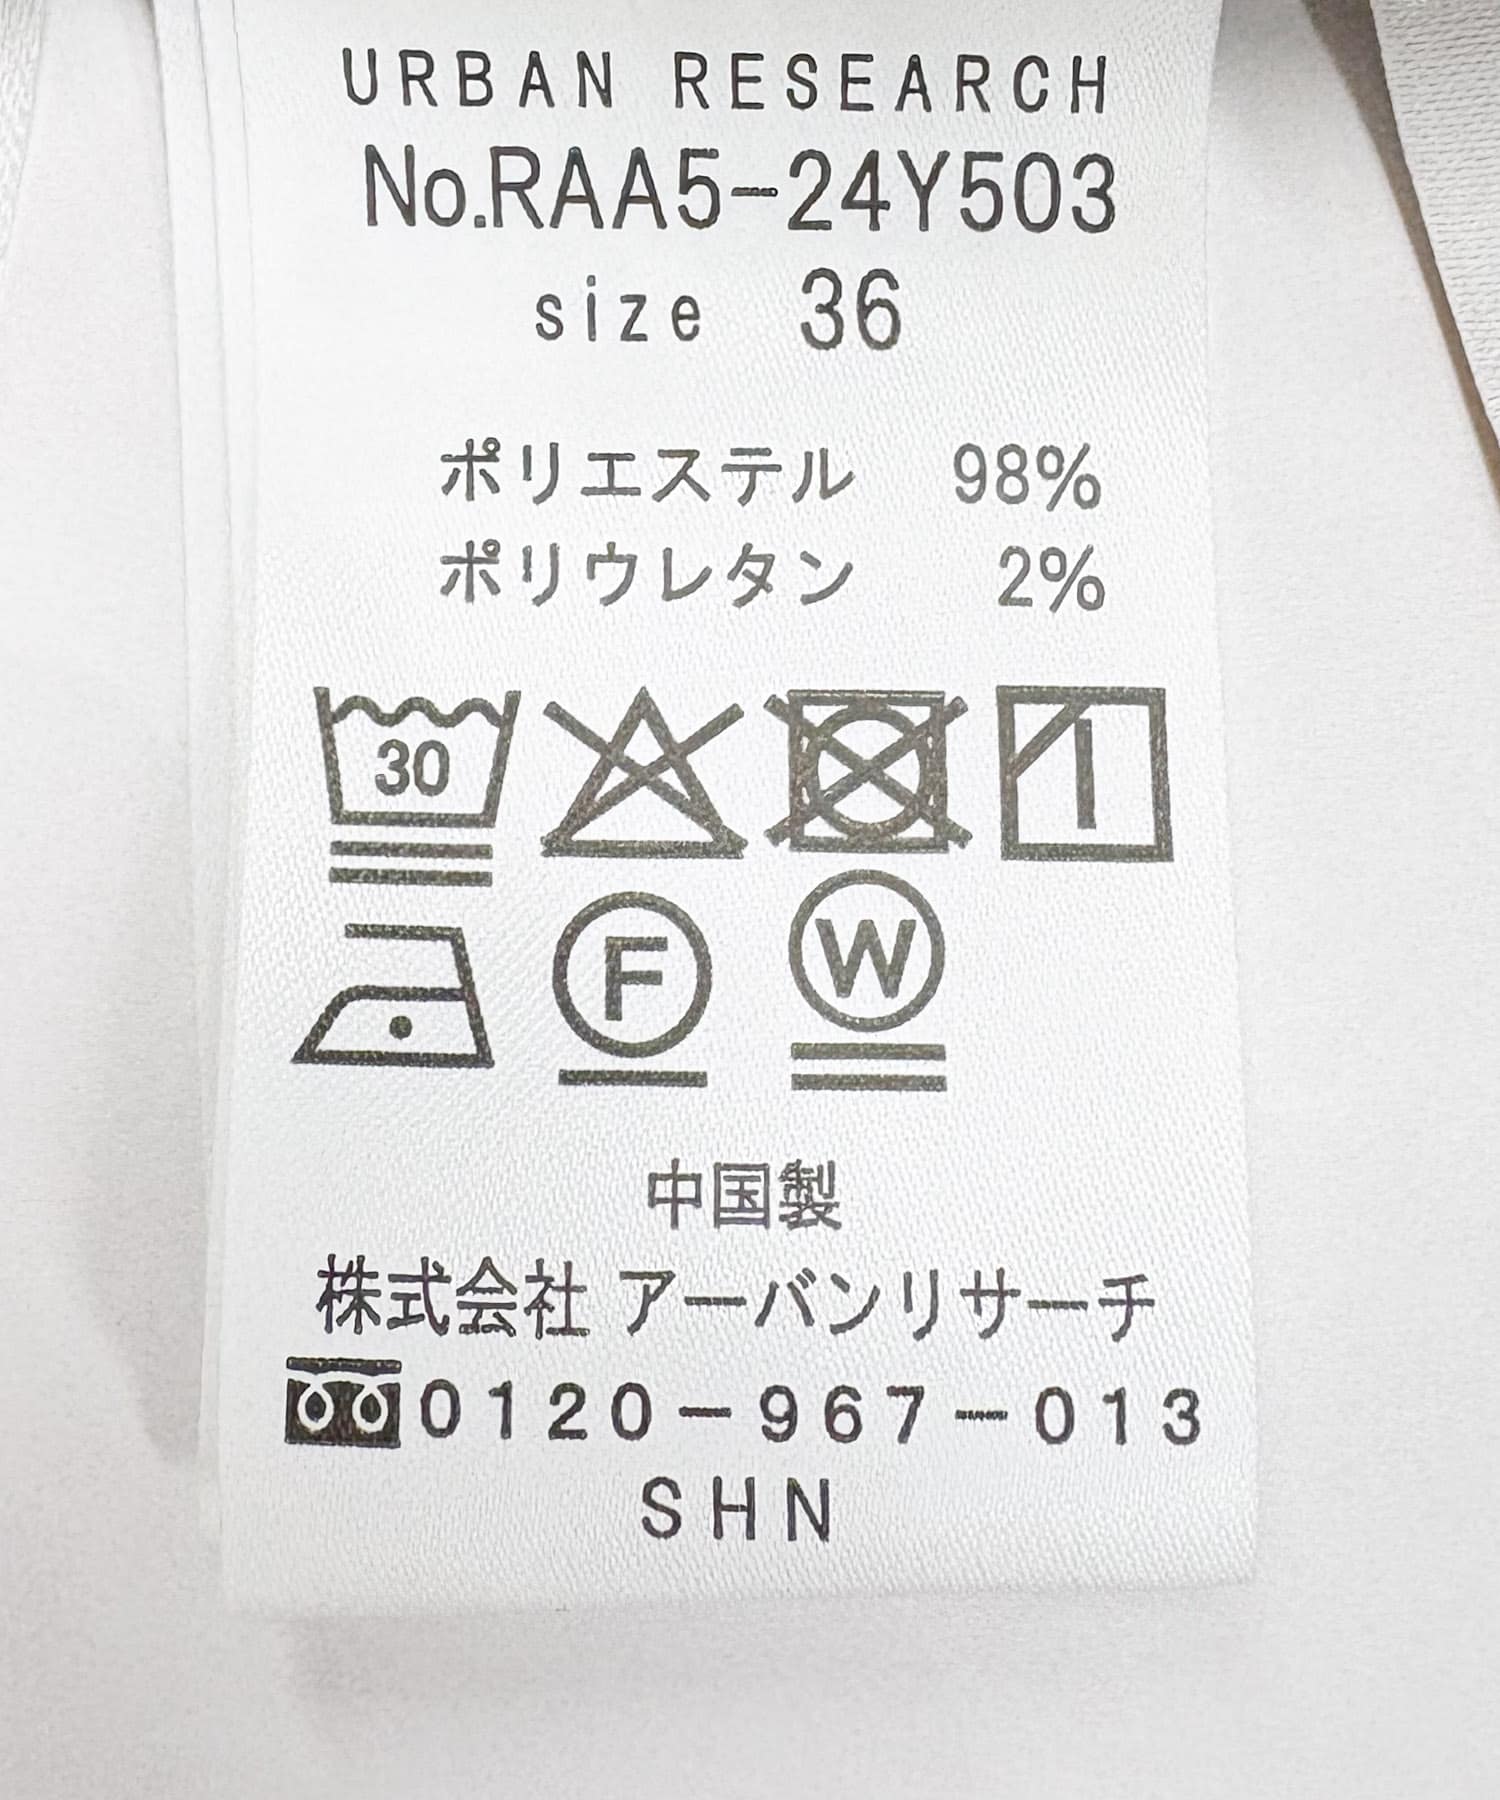 URBAN RESEARCH
No.RAA5-24Y503
size 36
ポリエステル 98%
ポリウレタン 2%
30
F W
中国製
株式会社 アーバンリサーチ
0120-967-013
SHN